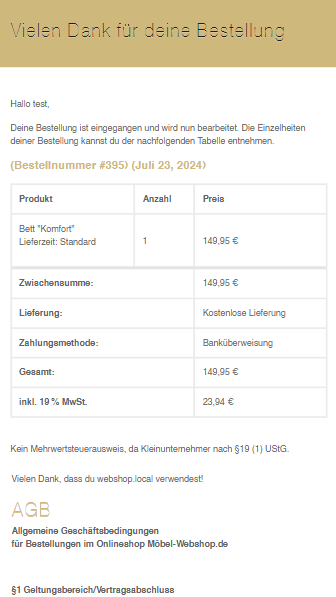 Vielen Dank für deine Bestellung
Hallo test,
Deine Bestellung ist eingegangen und wird nun bearbeitet. Die Einzelheiten
deiner Bestellung kannst du der nachfolgenden Tabelle entnehmen.
(Bestellnummer #395) (Juli 23, 2024)
Produkt Anzahl Preis
Bett "Komfort"
Lieferzeit: Standard
1 149,95 €
Zwischensumme: 149,95 €
Lieferung: Kostenlose Lieferung
Zahlungsmethode: Banküberweisung
Gesamt: 149,95 €
inkl. 19 % MwSt. 23,94 €
Kein Mehrwertsteuerausweis, da Kleinunternehmer nach §19 (1) UStG.
Vielen Dank, dass du webshop.local verwendest!
AGB
Allgemeine Geschäftsbedingungen
für Bestellungen im Onlineshop Möbel-Webshop.de
§1 Geltungsbereich/Vertragsabschluss